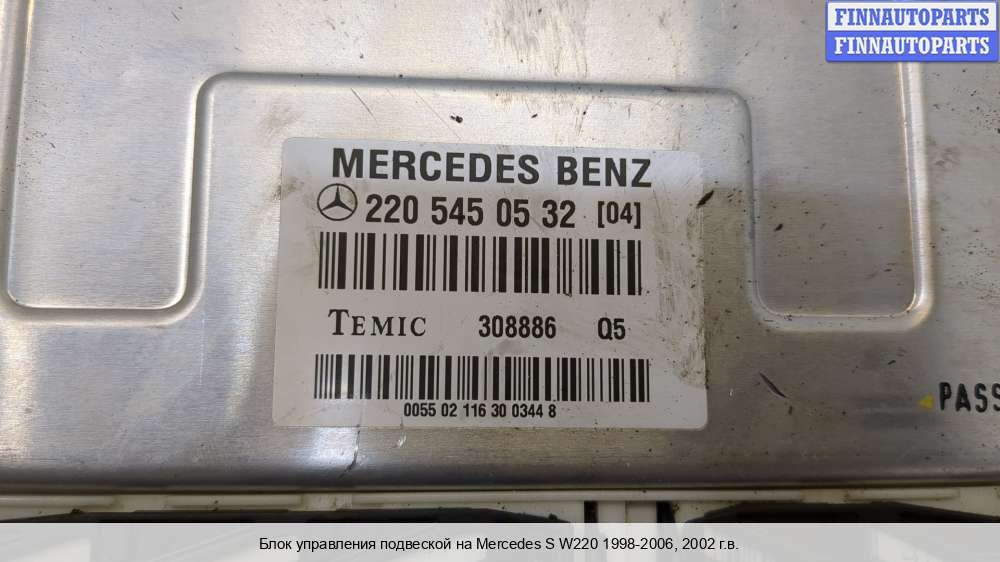 FINNAUTOPARTS
FINNAUTOPARTS
MERCEDES BENZ
220 545 05 32 [04]
TEMIC 308886 Q5
0055 02 116 30 0344 8
PASS
Блок управления подвеской на Mercedes S W220 1998-2006, 2002 г.в.